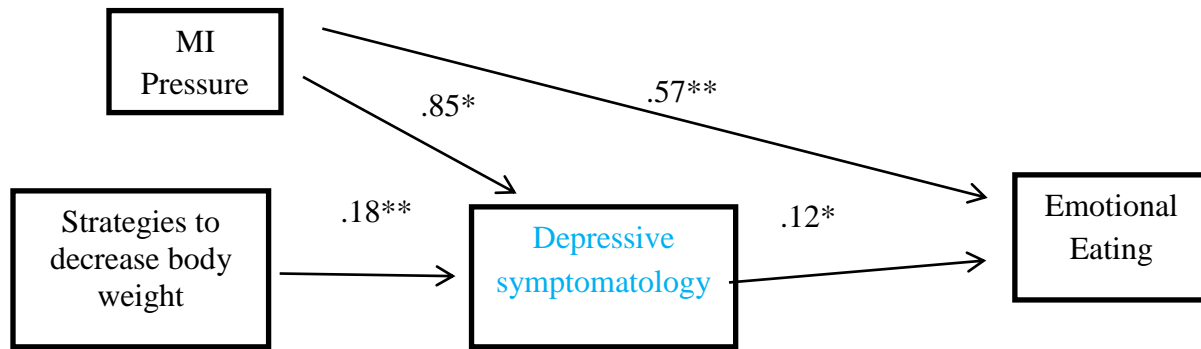 MI
Pressure
.85*
.57**
Strategies to
decrease body
weight
.18**
Depressive
symptomatology
.12*
Emotional
Eating